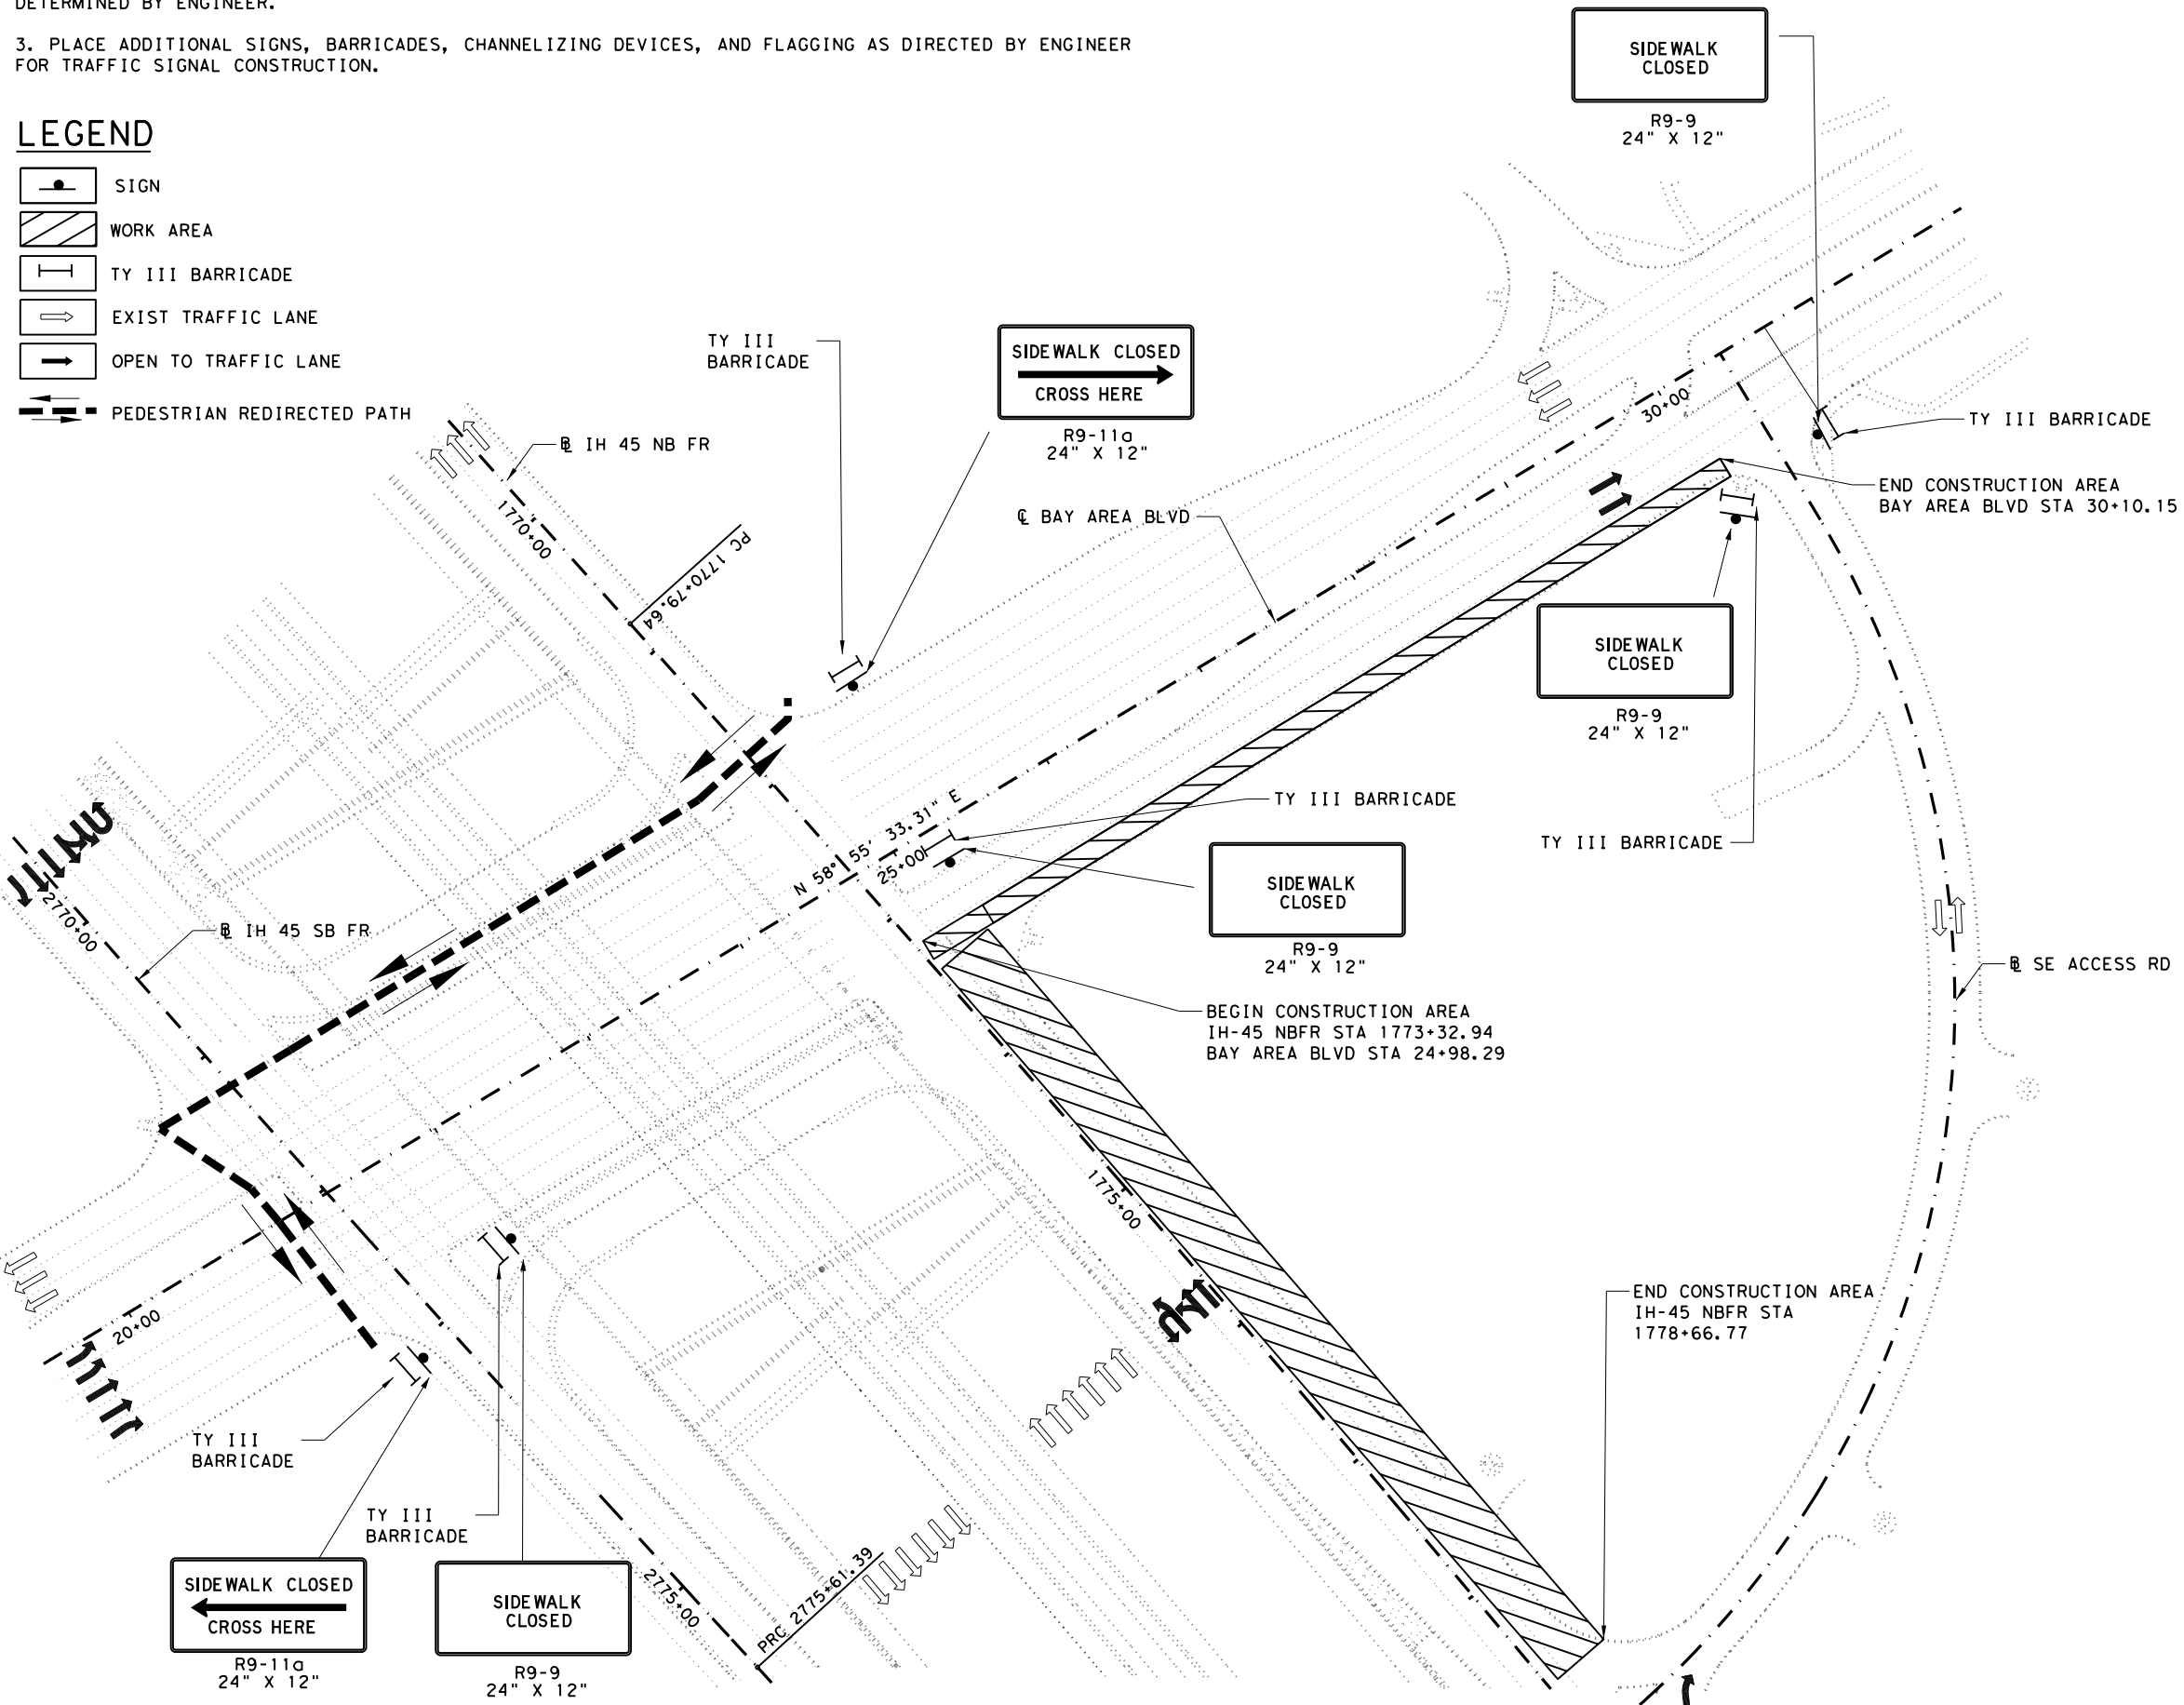 DETERMINED BY ENGINEER.
3. PLACE ADDITIONAL SIGNS, BARRICADES, CHANNELIZING DEVICES, AND FLAGGING AS DIRECTED BY ENGINEER
FOR TRAFFIC SIGNAL CONSTRUCTION.
LEGEND
SIGN
WORK AREA
TY III BARRICADE
EXIST TRAFFIC LANE
OPEN TO TRAFFIC LANE
PEDESTRIAN REDIRECTED PATH
SIDEWALK
CLOSED
R9-9
24" X 12"
TY III
BARRICADE
SIDEWALK CLOSED
CROSS HERE
R9-11a
24" X 12"
℄ BAY AREA BLVD
30+00
TY III BARRICADE
END CONSTRUCTION AREA
BAY AREA BLVD STA 30+10.15
SIDEWALK
CLOSED
R9-9
24" X 12"
TY III BARRICADE
B̲L IH 45 NB FR
1770+00
PC 1770+79.64
N 58° 55' 33.31" E
25+00
TY III BARRICADE
SIDEWALK
CLOSED
R9-9
24" X 12"
BEGIN CONSTRUCTION AREA
IH-45 NBFR STA 1773+32.94
BAY AREA BLVD STA 24+98.29
BL SE ACCESS RD
2770+00
BL IH 45 SB FR
1775+00
END CONSTRUCTION AREA
IH-45 NBFR STA
1778+66.77
20+00
TY III
BARRICADE
TY III
BARRICADE
SIDEWALK CLOSED
CROSS HERE
R9-11a
24" X 12"
SIDEWALK
CLOSED
R9-9
24" X 12"
2775+00
PRC 2775+61.39